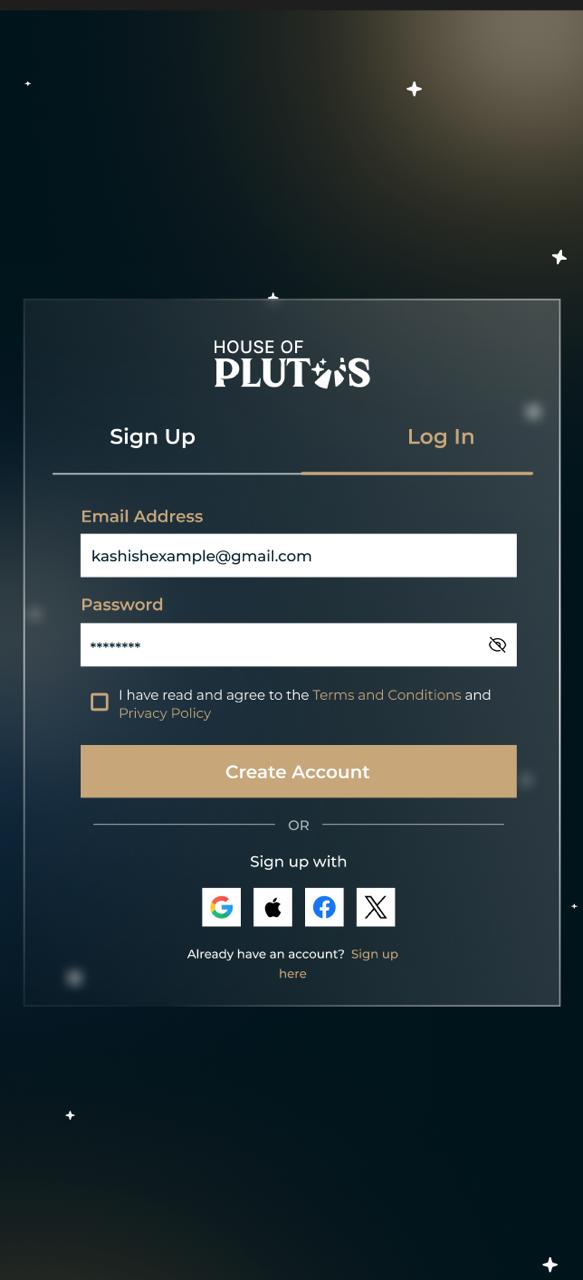 HOUSE OF
PLUTOS
Sign Up
Log In
Email Address
kashishexample@gmail.com
Password
********
I have read and agree to the Terms and Conditions and
Privacy Policy
Create Account
OR
Sign up with
Already have an account? Sign up
here